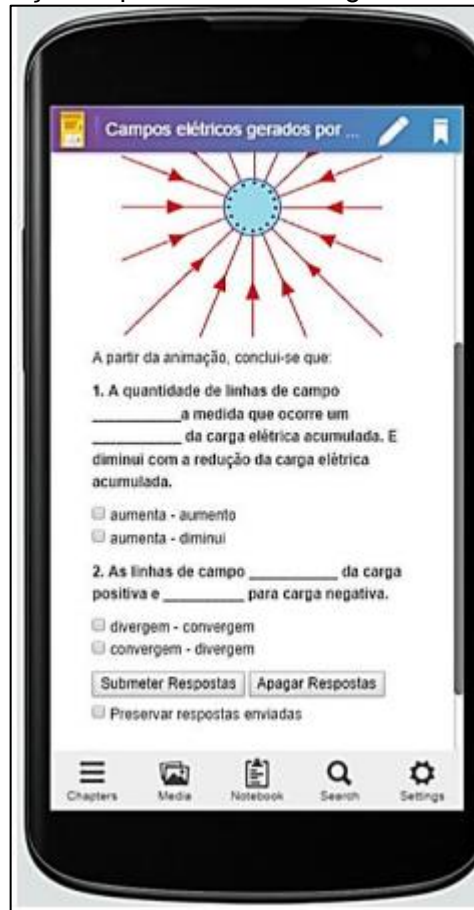 Campos elétricos gerados por ...
A partir da animação, conclui-se que:
1. A quantidade de linhas de campo
___________a medida que ocorre um
___________ da carga elétrica acumulada. E
diminui com a redução da carga elétrica
acumulada.
aumenta - aumento
aumenta - diminui
2. As linhas de campo __________ da carga
positiva e __________ para carga negativa.
divergem - convergem
convergem - divergem
Submeter Respostas Apagar Respostas
Preservar respostas enviadas
Chapters Media Notebook Search Settings